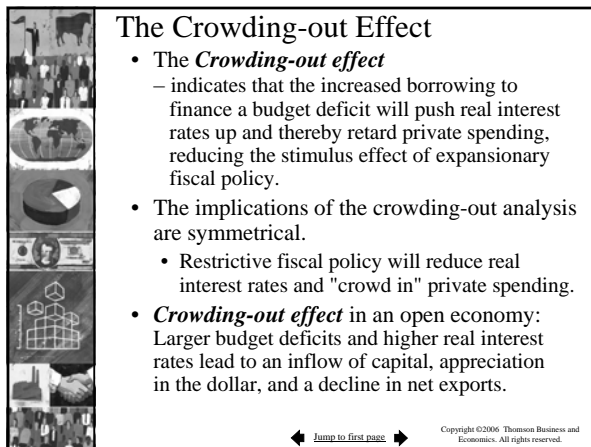 The Crowding-out Effect
• The Crowding-out effect
– indicates that the increased borrowing to
finance a budget deficit will push real interest
rates up and thereby retard private spending,
reducing the stimulus effect of expansionary
fiscal policy.
• The implications of the crowding-out analysis
are symmetrical.
• Restrictive fiscal policy will reduce real
interest rates and "crowd in" private spending.
• Crowding-out effect in an open economy:
Larger budget deficits and higher real interest
rates lead to an inflow of capital, appreciation
in the dollar, and a decline in net exports.
Jump to first page
Copyright ©2006 Thomson Business and
Economics. All rights reserved.